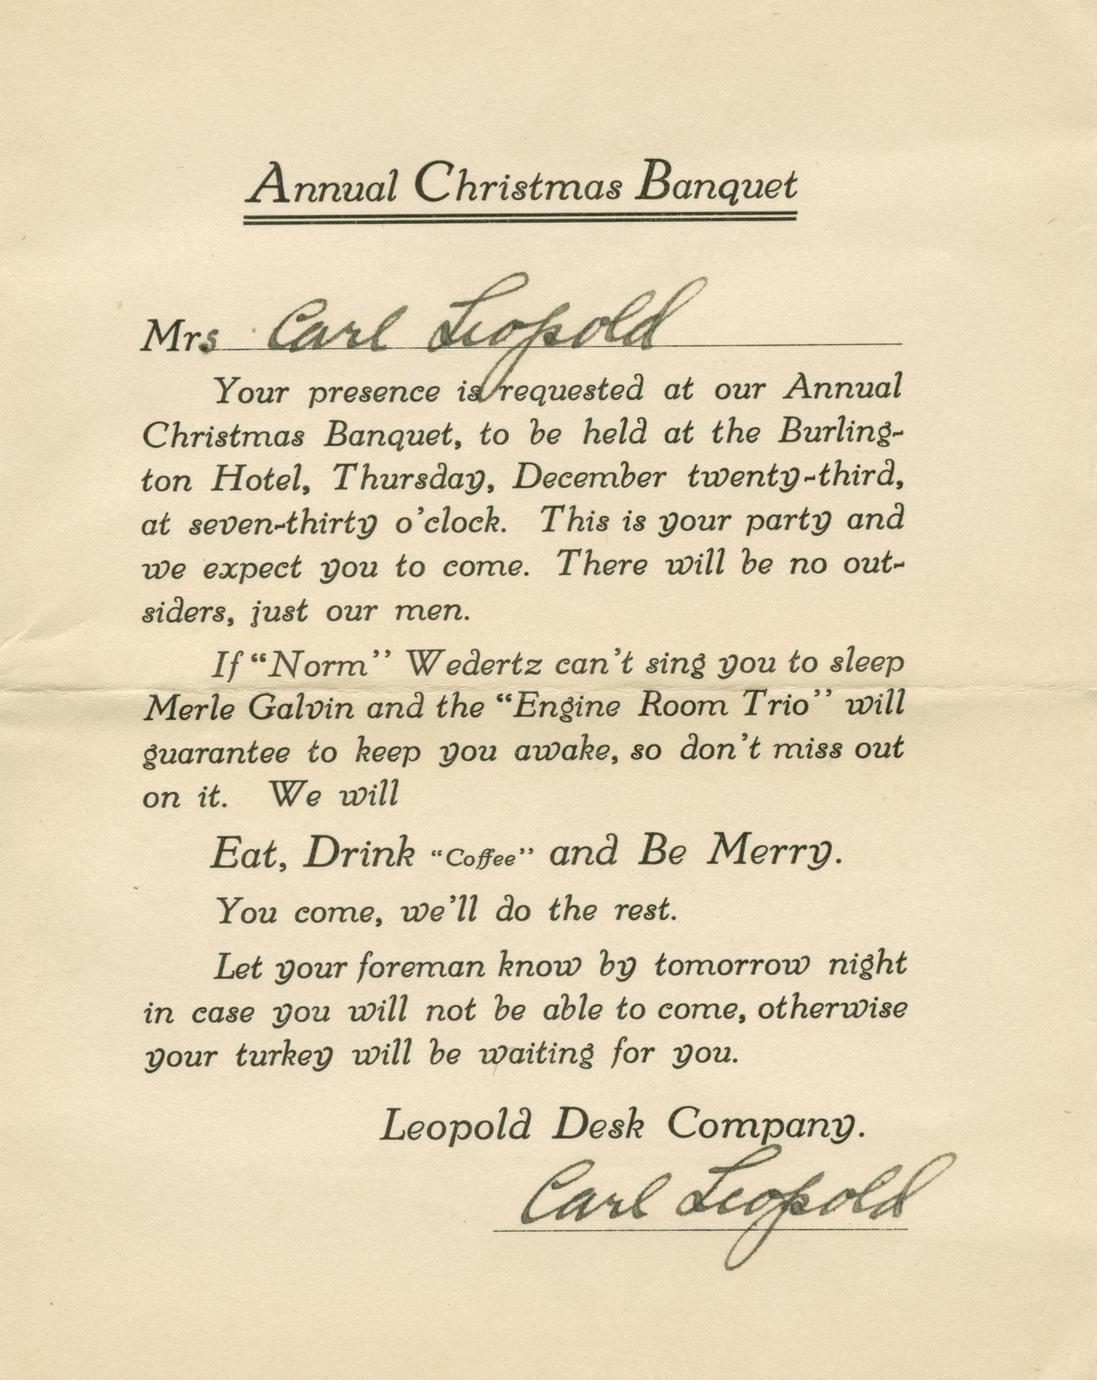 Annual Christmas Banquet
Mrs Carl Leopold
Your presence is requested at our Annual
Christmas Banquet, to be held at the Burling-
ton Hotel, Thursday, December twenty-third,
at seven-thirty o'clock. This is your party and
we expect you to come. There will be no out-
siders, just our men.
If "Norm" Wedertz can't sing you to sleep
Merle Galvin and the "Engine Room Trio" will
guarantee to keep you awake, so don't miss out
on it. We will
Eat, Drink "Coffee" and Be Merry.
You come, we'll do the rest.
Let your foreman know by tomorrow night
in case you will not be able to come, otherwise
your turkey will be waiting for you.
Leopold Desk Company.
Carl Leopold